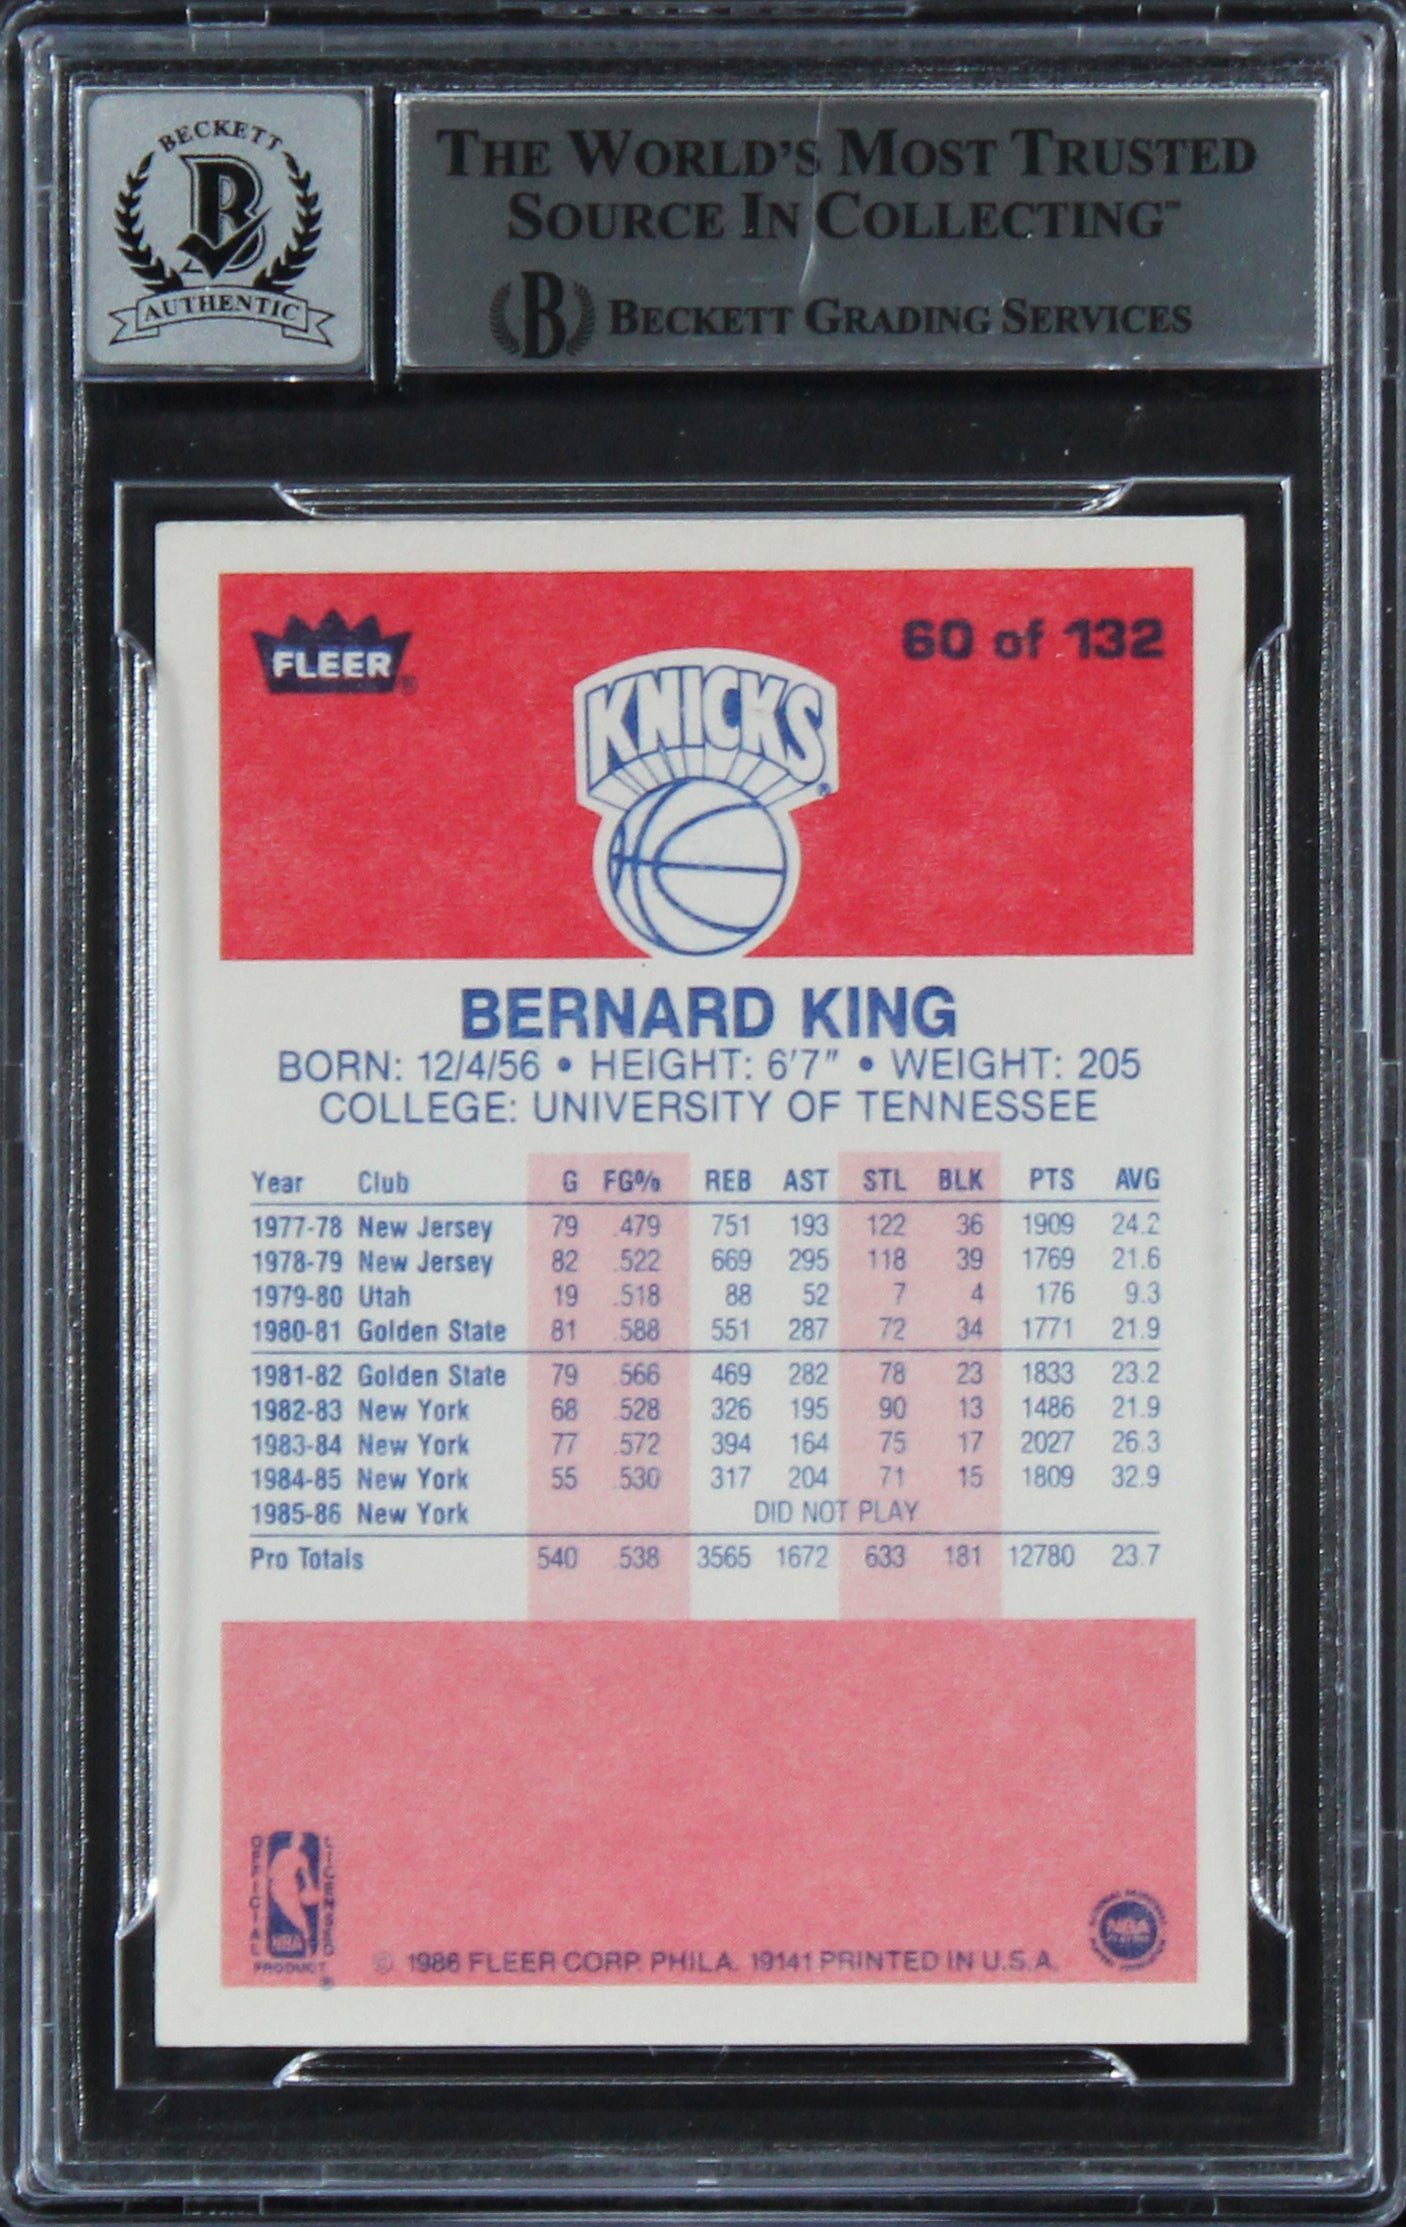 BECKETT
AUTHENTIC
THE WORLD'S MOST TRUSTED
SOURCE IN COLLECTING™
B BECKETT GRADING SERVICES
FLEER®
60 of 132
KNICKS®
BERNARD KING
BORN: 12/4/56 • HEIGHT: 6'7" • WEIGHT: 205
COLLEGE: UNIVERSITY OF TENNESSEE
Year Club G FG% REB AST STL BLK PTS AVG
1977-78 New Jersey 79 .479 751 193 122 36 1909 24.2
1978-79 New Jersey 82 .522 669 295 118 39 1769 21.6
1979-80 Utah 19 .518 88 52 7 4 176 9.3
1980-81 Golden State 81 .588 551 287 72 34 1771 21.9
1981-82 Golden State 79 .566 469 282 78 23 1833 23.2
1982-83 New York 68 .528 326 195 90 13 1486 21.9
1983-84 New York 77 .572 394 164 75 17 2027 26.3
1984-85 New York 55 .530 317 204 71 15 1809 32.9
1985-86 New York DID NOT PLAY
Pro Totals 540 .538 3565 1672 633 181 12780 23.7
OFFICIAL LICENSED
NBA
PRODUCT ®
© 1986 FLEER CORP. PHILA. 19141 PRINTED IN U.S.A.
NBA